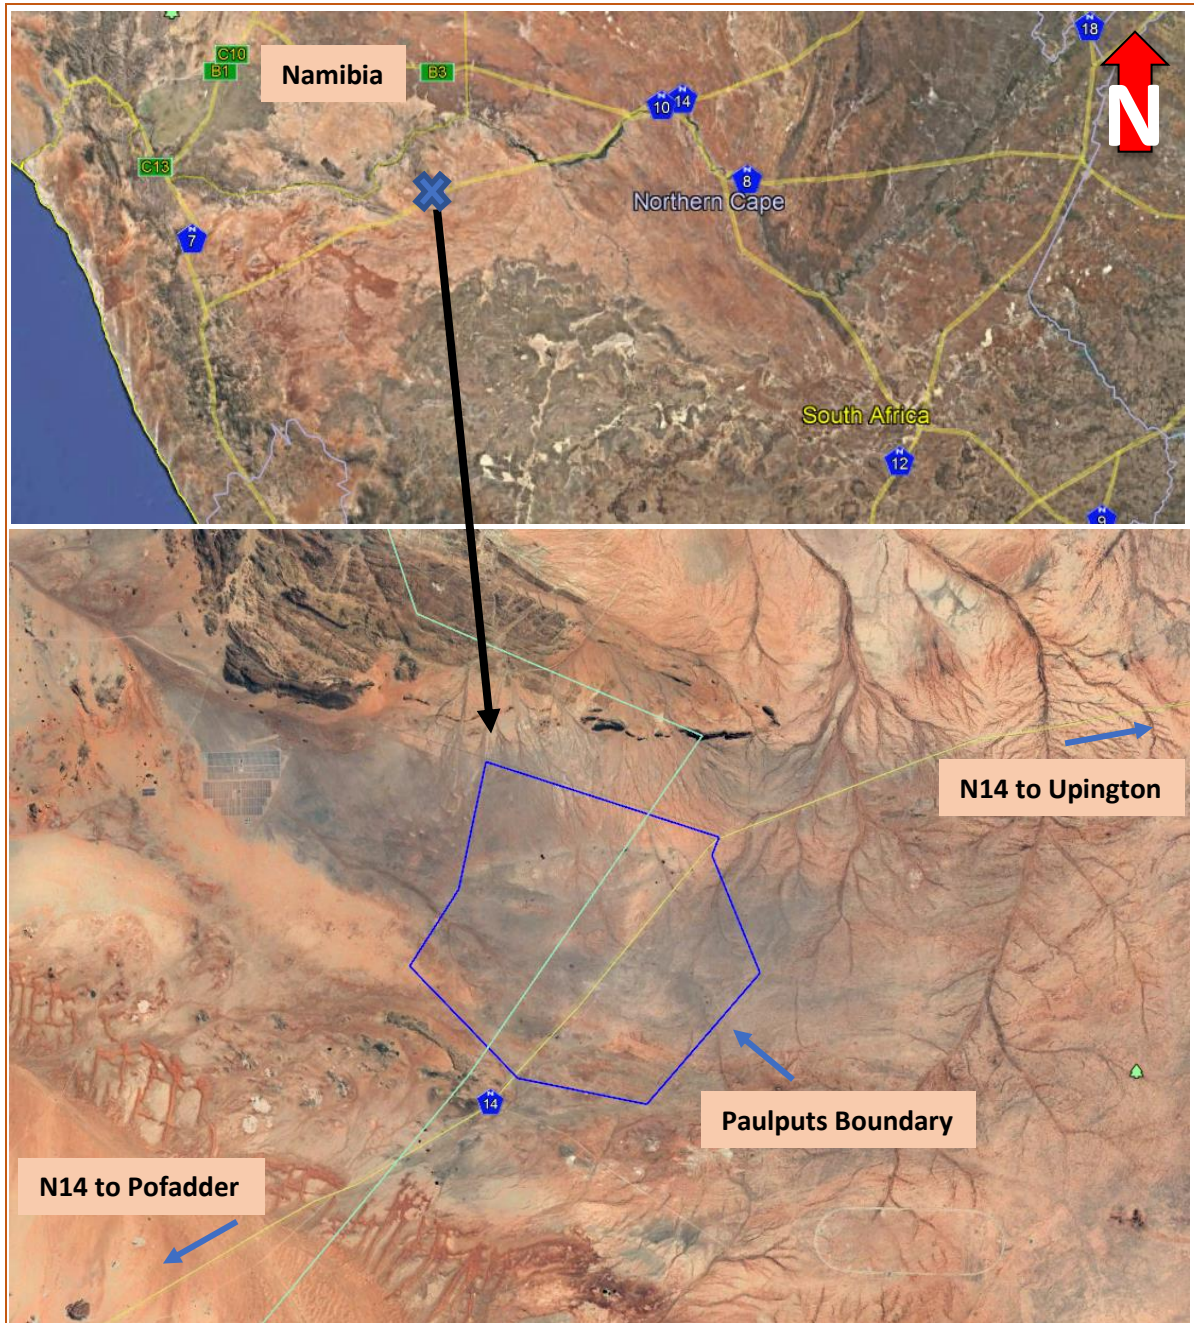 N
18
C10
B1
Namibia
B3
N
10
N
14
N
C13
N
8
Northern Cape
N
7
South Africa
N
12
N
9
N14 to Upington
N
14
Paulputs Boundary
N14 to Pofadder